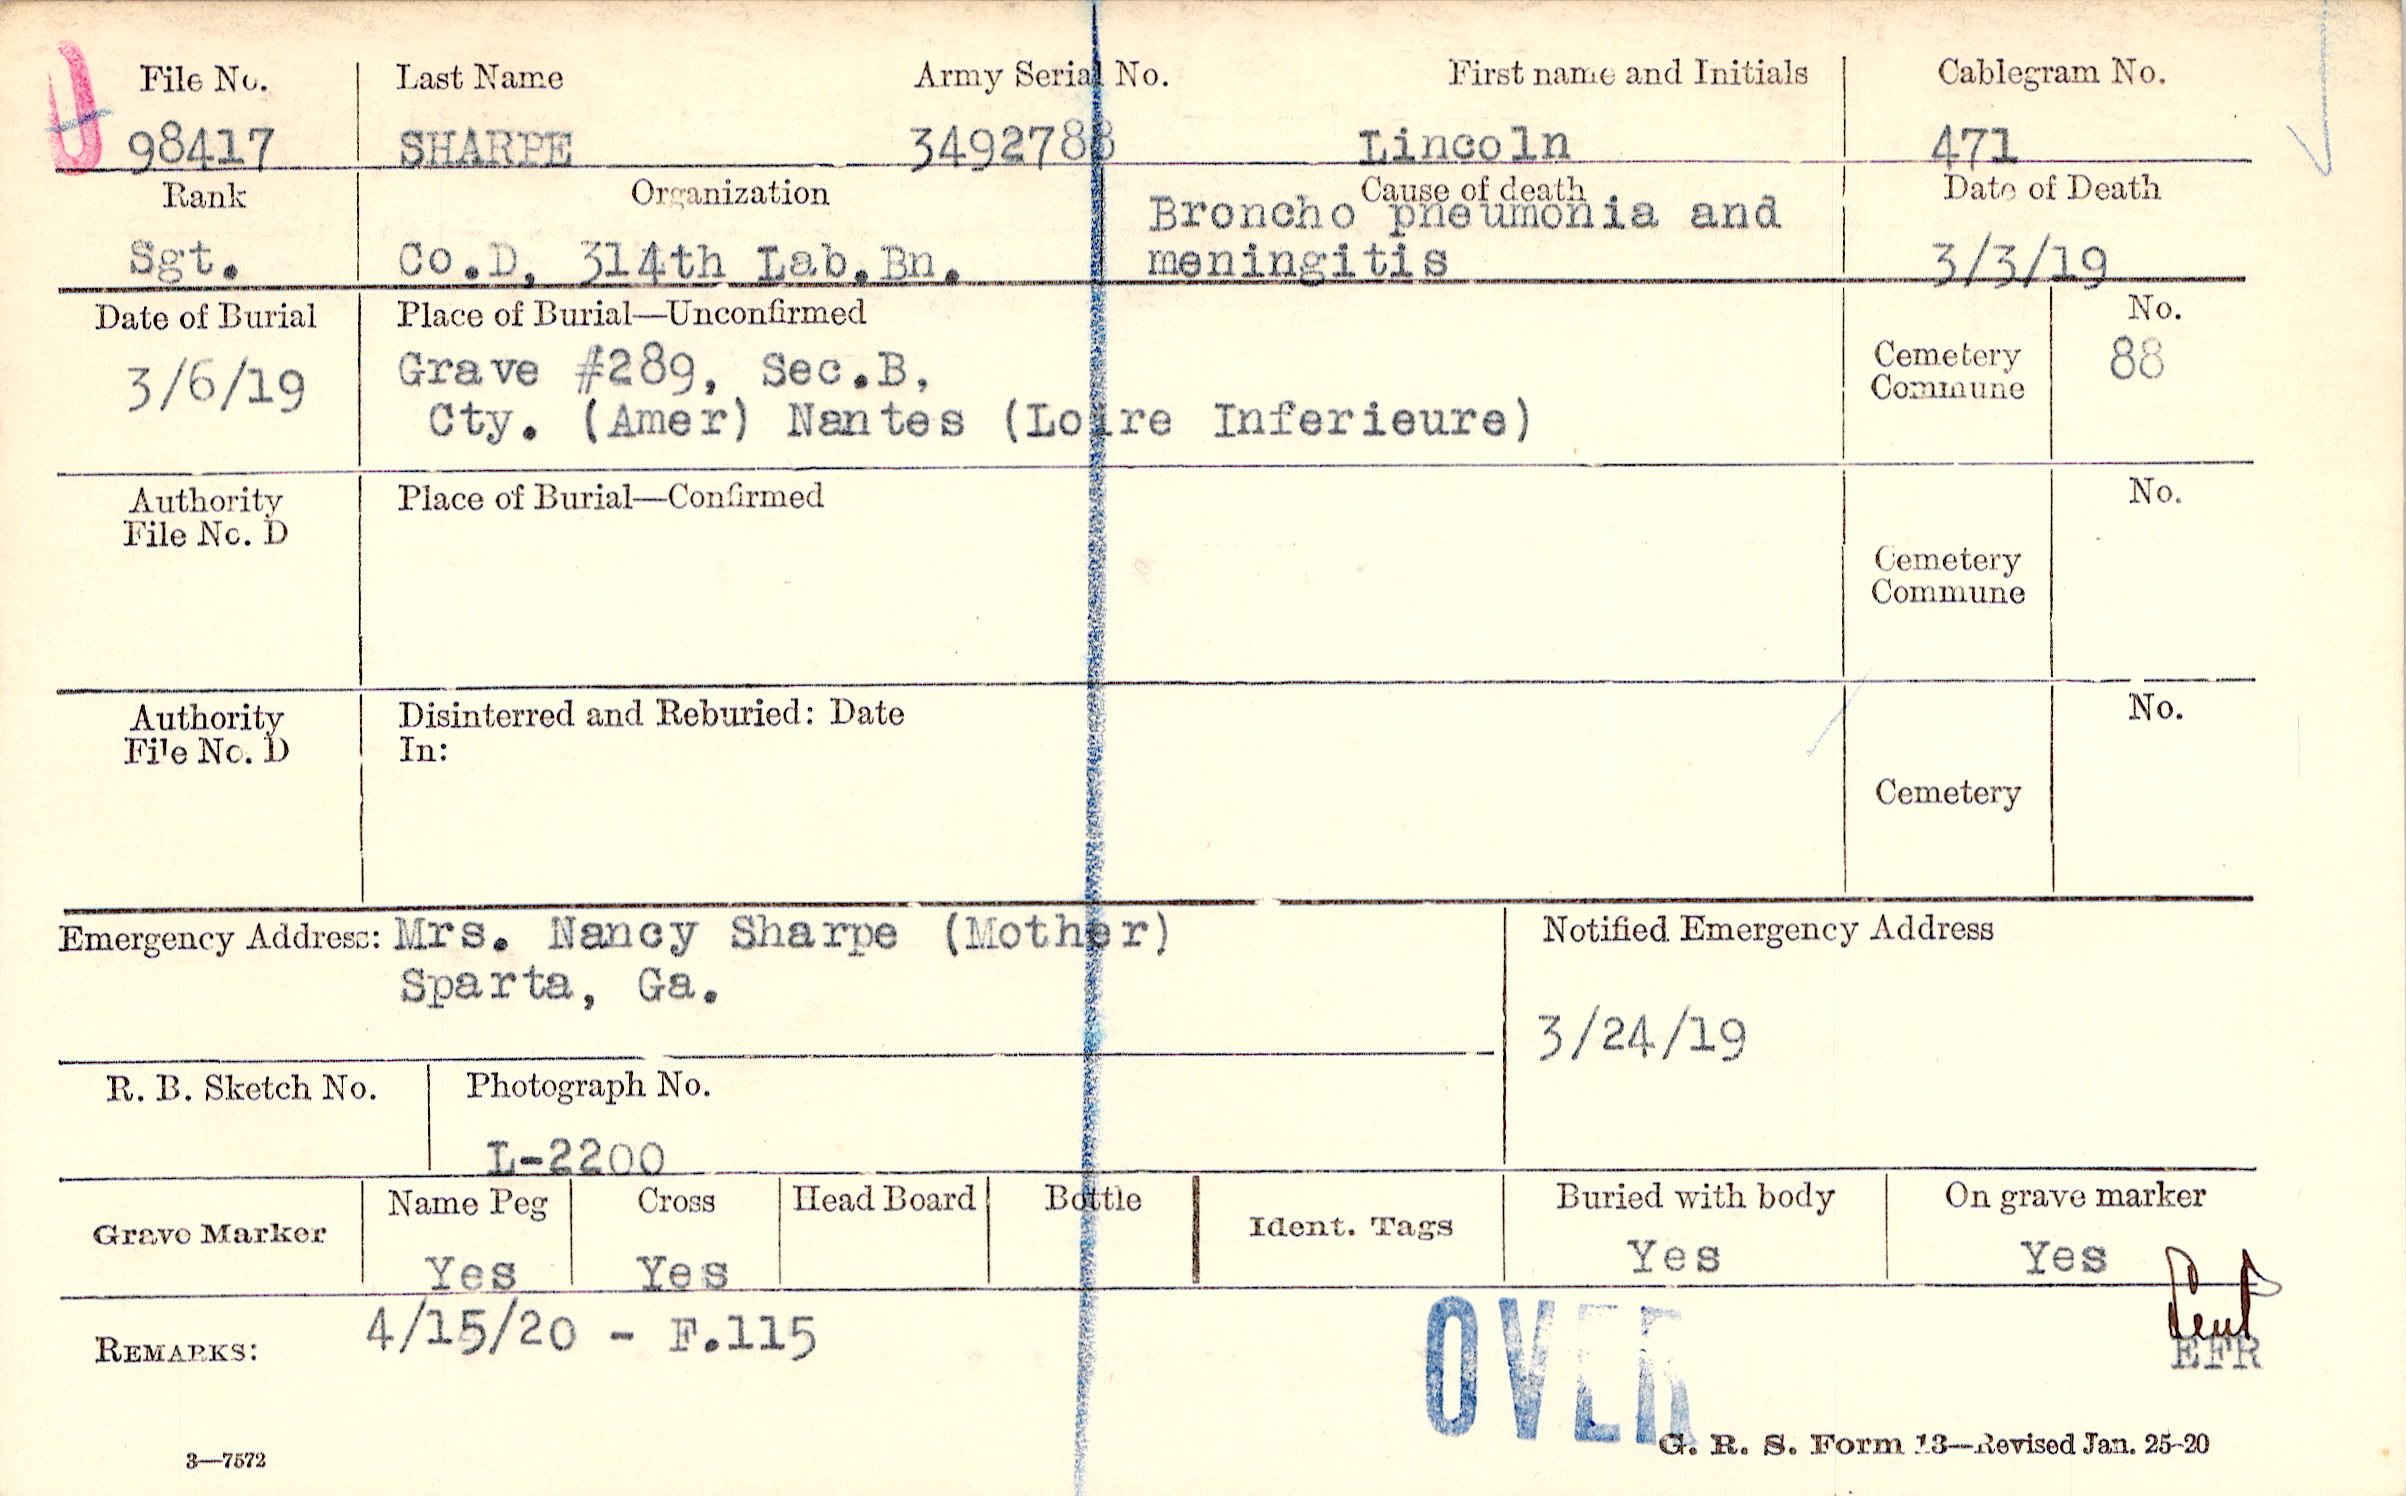 File No. Last Name Army Serial No. First name and Initials Cablegram No.
98417 SHARPE 3492788 Lincoln 471
Rank Organization Cause of death Date of Death
Broncho pneumonia and
Sgt. Co.D, 314th Lab.Bn. meningitis 3/3/19
Date of Burial Place of Burial—Unconfirmed No.
3/6/19 Grave #289, Sec.B, Cemetery 88
Commune
Cty. (Amer) Nantes (Loire Inferieure)
Authority Place of Burial—Confirmed No.
File No. D
Cemetery
Commune
Authority Disinterred and Reburied: Date No.
File No. D In:
Cemetery
Emergency Address: Mrs. Nancy Sharpe (Mother) Notified Emergency Address
Sparta, Ga.
3/24/19
R. B. Sketch No. Photograph No.
L-2200
Grave Marker Name Peg Cross Head Board Bottle Ident. Tags Buried with body On grave marker
Yes Yes Yes Yes
REMARKS: 4/15/20 - F.115
EFR
OVER
3—7572 G. R. S. Form 13—Revised Jan. 25-20